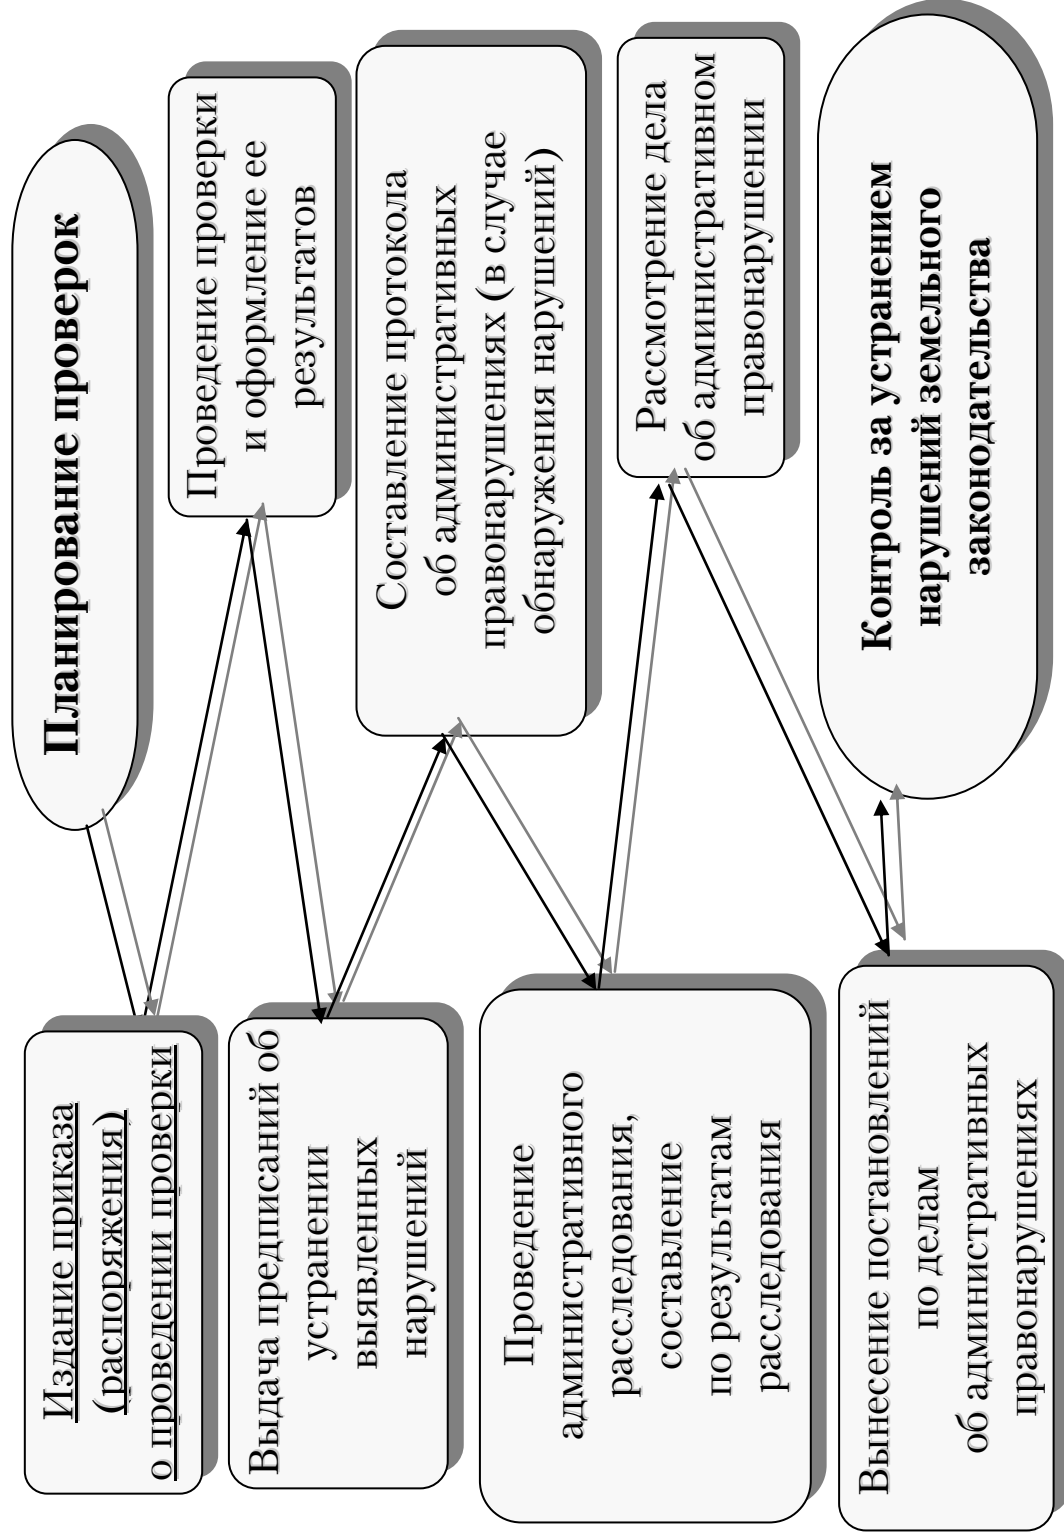 Планирование проверок
Издание приказа
(распоряжения)
о проведении проверки
Проведение проверки
и оформление ее
результатов
Выдача предписаний об
устранении
выявленных
нарушений
Составление протокола
об административных
правонарушениях (в случае
обнаружения нарушений)
Проведение
административного
расследования,
составление
по результатам
расследования
Рассмотрение дела
об административном
правонарушении
Вынесение постановлений
по делам
об административных
правонарушениях
Контроль за устранением
нарушений земельного
законодательства